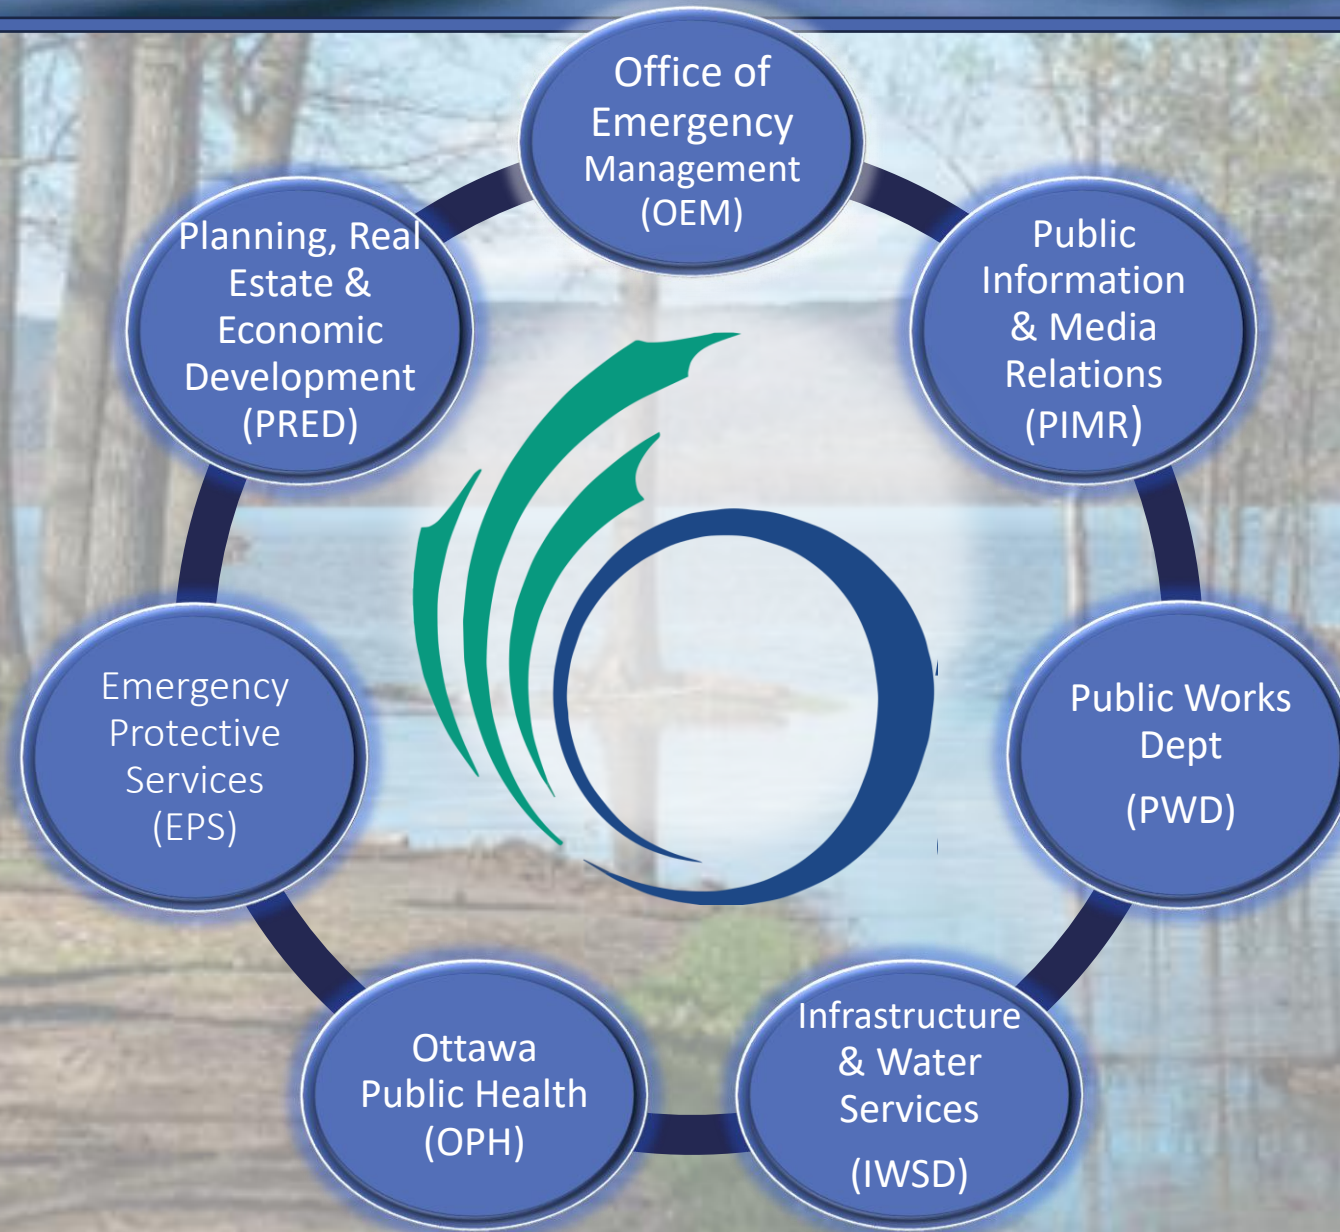 Office of
Emergency
Management
(OEM)
Public
Information
& Media
Relations
(PIMR)
Public Works
Dept
(PWD)
Infrastructure
& Water
Services
(IWSD)
Ottawa
Public Health
(OPH)
Emergency
Protective
Services
(EPS)
Planning, Real
Estate &
Economic
Development
(PRED)